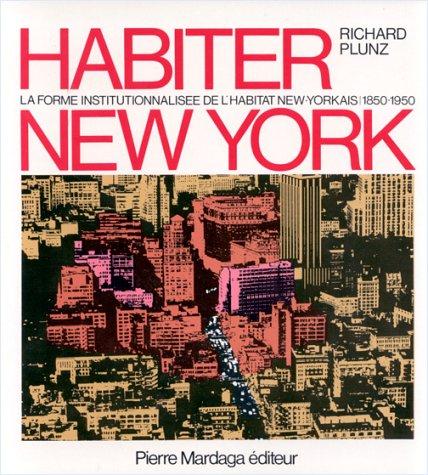 HABITER
RICHARD
PLUNZ
LA FORME INSTITUTIONNALISEE DE L'HABITAT NEW-YORKAIS|1850-1950
NEW YORK
Pierre Mardaga éditeur